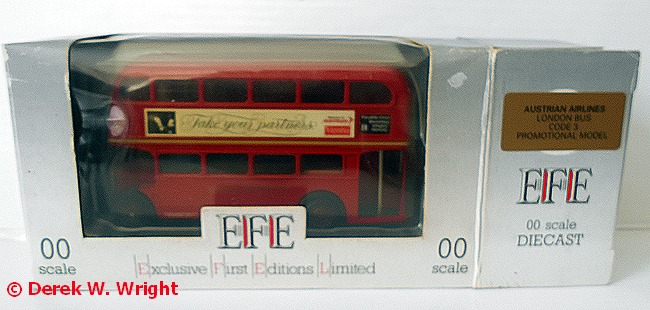 Take your partners
AUSTRIAN AIRLINES
LONDON BUS
CODE 3
PROMOTIONAL MODEL
EFE
00 scale
DIECAST
EFE
00
scale
00
scale
Exclusive First Editions Limited
© Derek W. Wright